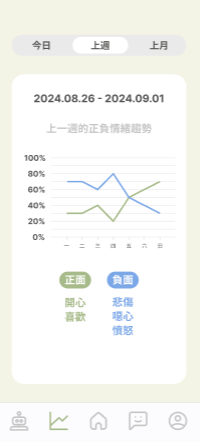 今日 上週 上月
2024.08.26 - 2024.09.01
上一週的正負情緒趨勢
100%
80%
60%
40%
20%
0%
一 二 三 四 五 六 日
正面 負面
開心 悲傷
喜歡 噁心
憤怒